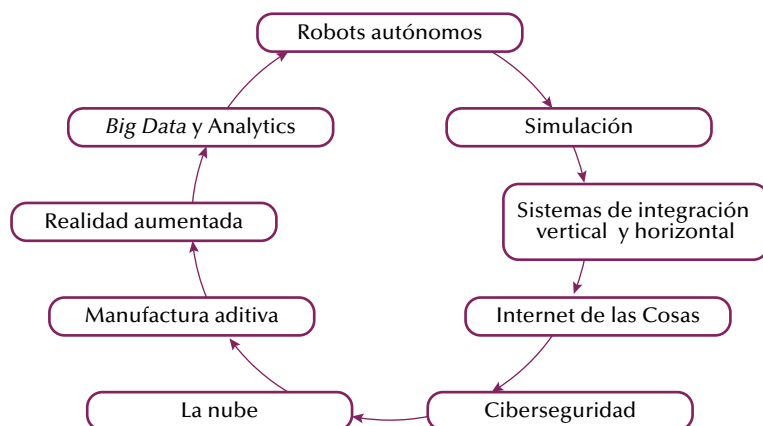 Robots autónomos
Simulación
Sistemas de integración
vertical y horizontal
Internet de las Cosas
Ciberseguridad
La nube
Manufactura aditiva
Realidad aumentada
Big Data y Analytics